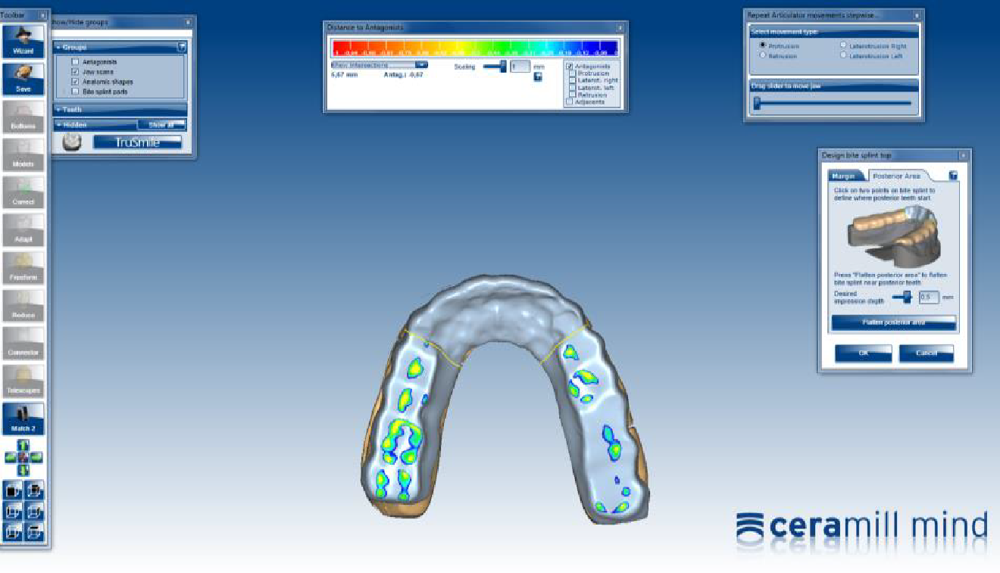 Toolbar
Wizard
Save
Buttons
Models
Correct
Adapt
Freeform
Reduce
Connector
Telescopes
Match 2
how/Hide groups
Groups
Antagonists
Jaw scans
Anatomic shapes
Bite splint parts
Teeth
Hidden
Show all
TruSmile
Distance to Antagonists
Show Intersections
Scaling
1
mm
6,67 mm
Antag.: -0,67
Antagonists
Protrusion
Laterot. right
Laterot. left
Retrusion
Adjacents
Repeat Articulator movements stepwise...
Select movement type:
Protrusion
Laterotrusion Right
Retrusion
Laterotrusion Left
Drag slider to move jaw
Design bite splint top
Margin
Posterior Area
Click on two points on bite splint to
define where posterior teeth start.
Press "Flatten posterior area" to flatten
bite splint near posterior teeth
Desired
impression depth
0,5
mm
Flatten posterior area
OK
Cancel
ceramill mind